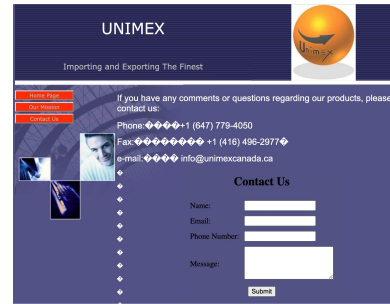 UNIMEX
Unimex
Importing and Exporting The Finest
Home Page
Our Mission
Contact Us
If you have any comments or questions regarding our products, please
contact us:
Phone:����+1 (647) 779-4050
Fax:�������� +1 (416) 496-2977�
e-mail:���� info@unimexcanada.ca
�
�
�
�
�
�
�
�
�
�
Contact Us
Name:
Email:
Phone Number:
Message:
Submit